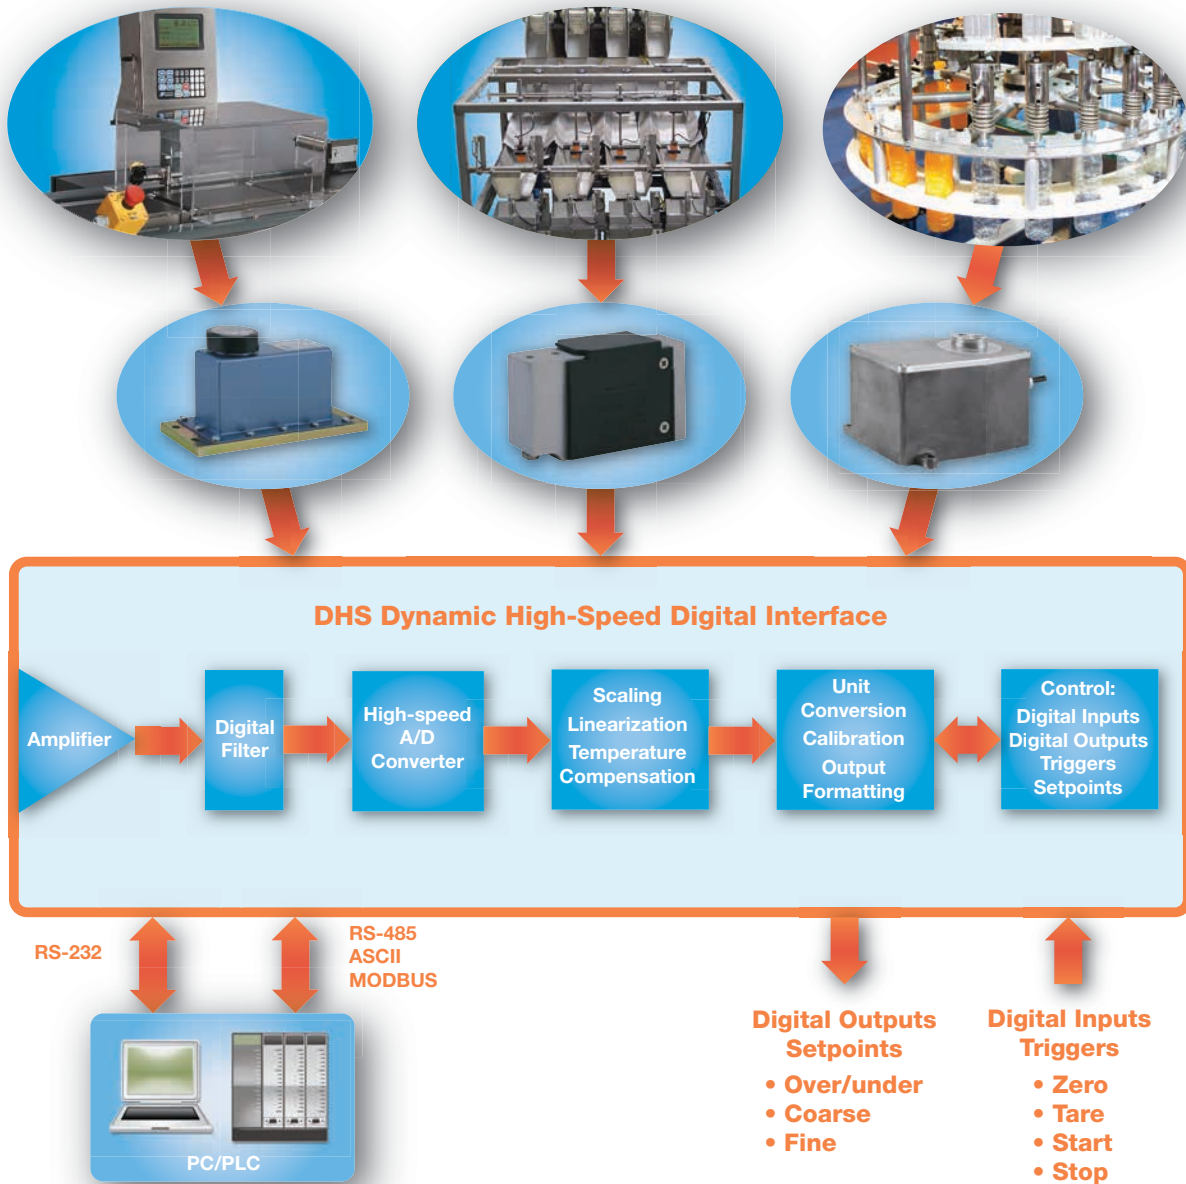 DHS Dynamic High-Speed Digital Interface
Amplifier
Digital
Filter
High-speed
A/D
Converter
Scaling
Linearization
Temperature
Compensation
Unit
Conversion
Calibration
Output
Formatting
Control:
Digital Inputs
Digital Outputs
Triggers
Setpoints
RS-232
RS-485
ASCII
MODBUS
PC/PLC
Digital Outputs
Setpoints
• Over/under
• Coarse
• Fine
Digital Inputs
Triggers
• Zero
• Tare
• Start
• Stop